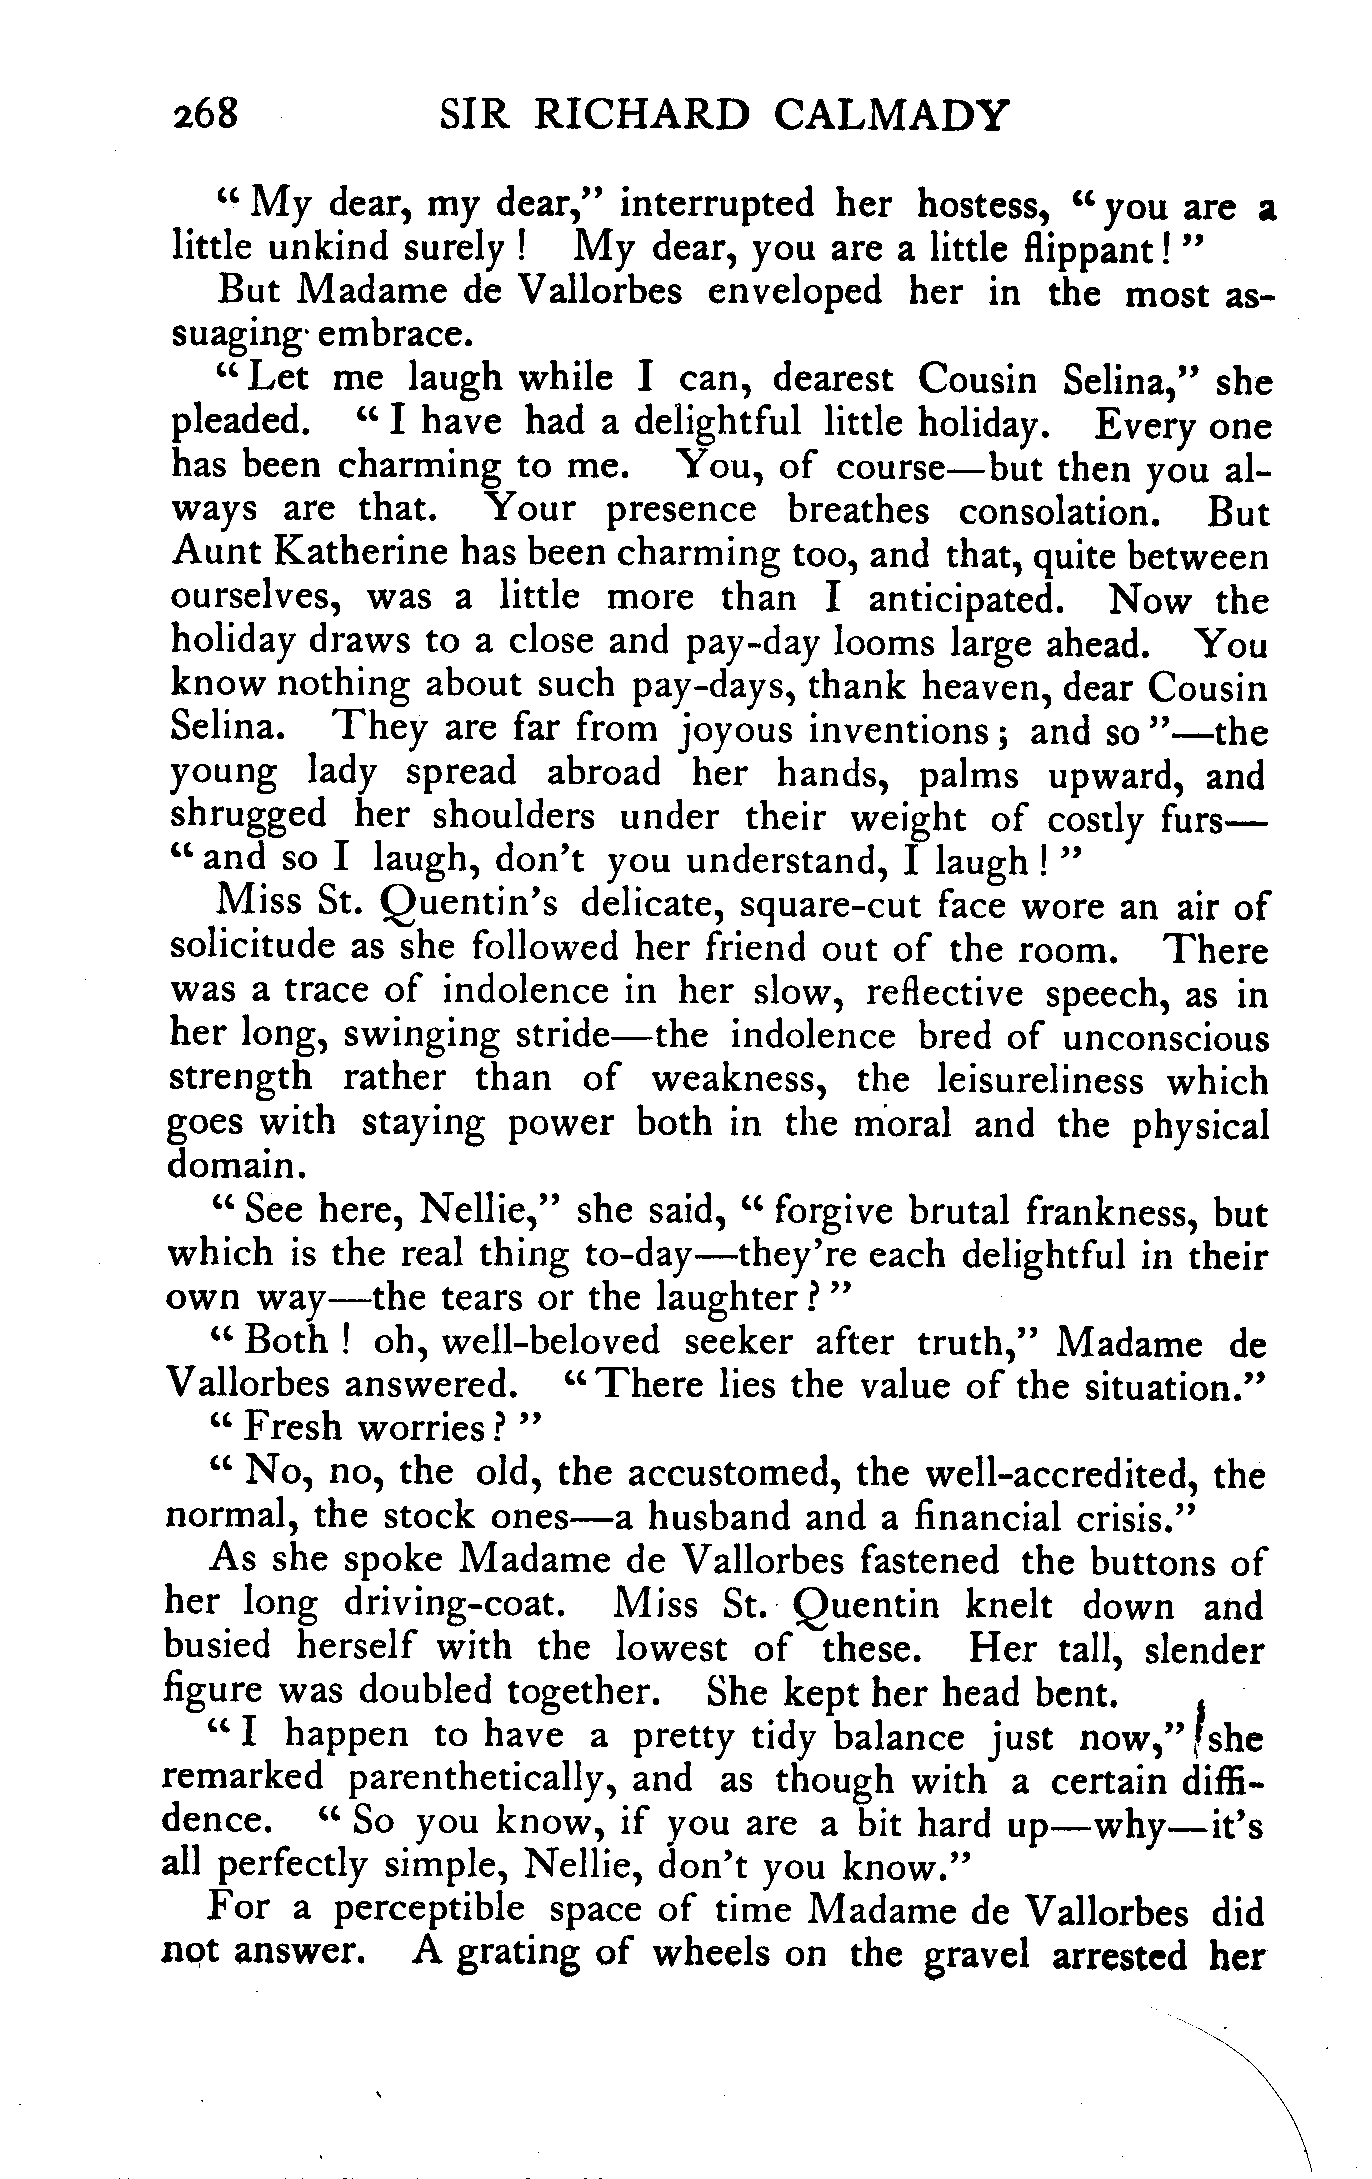 268 SIR RICHARD CALMADY
“ My dear, my dear,” interrupted her hostess, “ you are a
little unkind surely ! My dear, you are a little flippant ! ”
But Madame de Vallorbes enveloped her in the most as-
suaging embrace.
“ Let me laugh while I can, dearest Cousin Selina,” she
pleaded. “ I have had a delightful little holiday. Every one
has been charming to me. You, of course—but then you al-
ways are that. Your presence breathes consolation. But
Aunt Katherine has been charming too, and that, quite between
ourselves, was a little more than I anticipated. Now the
holiday draws to a close and pay-day looms large ahead. You
know nothing about such pay-days, thank heaven, dear Cousin
Selina. They are far from joyous inventions ; and so ”—the
young lady spread abroad her hands, palms upward, and
shrugged her shoulders under their weight of costly furs—
“ and so I laugh, don’t you understand, I laugh ! ”
Miss St. Quentin’s delicate, square-cut face wore an air of
solicitude as she followed her friend out of the room. There
was a trace of indolence in her slow, reflective speech, as in
her long, swinging stride—the indolence bred of unconscious
strength rather than of weakness, the leisureliness which
goes with staying power both in the moral and the physical
domain.
“ See here, Nellie,” she said, “ forgive brutal frankness, but
which is the real thing to-day—they’re each delightful in their
own way—the tears or the laughter ? ”
“ Both ! oh, well-beloved seeker after truth,” Madame de
Vallorbes answered. “ There lies the value of the situation.”
“ Fresh worries ? ”
“ No, no, the old, the accustomed, the well-accredited, the
normal, the stock ones—a husband and a financial crisis.”
As she spoke Madame de Vallorbes fastened the buttons of
her long driving-coat. Miss St. Quentin knelt down and
busied herself with the lowest of these. Her tall, slender
figure was doubled together. She kept her head bent.
“ I happen to have a pretty tidy balance just now,” she
remarked parenthetically, and as though with a certain diffi-
dence. “ So you know, if you are a bit hard up—why—it’s
all perfectly simple, Nellie, don’t you know.”
For a perceptible space of time Madame de Vallorbes did
not answer. A grating of wheels on the gravel arrested her